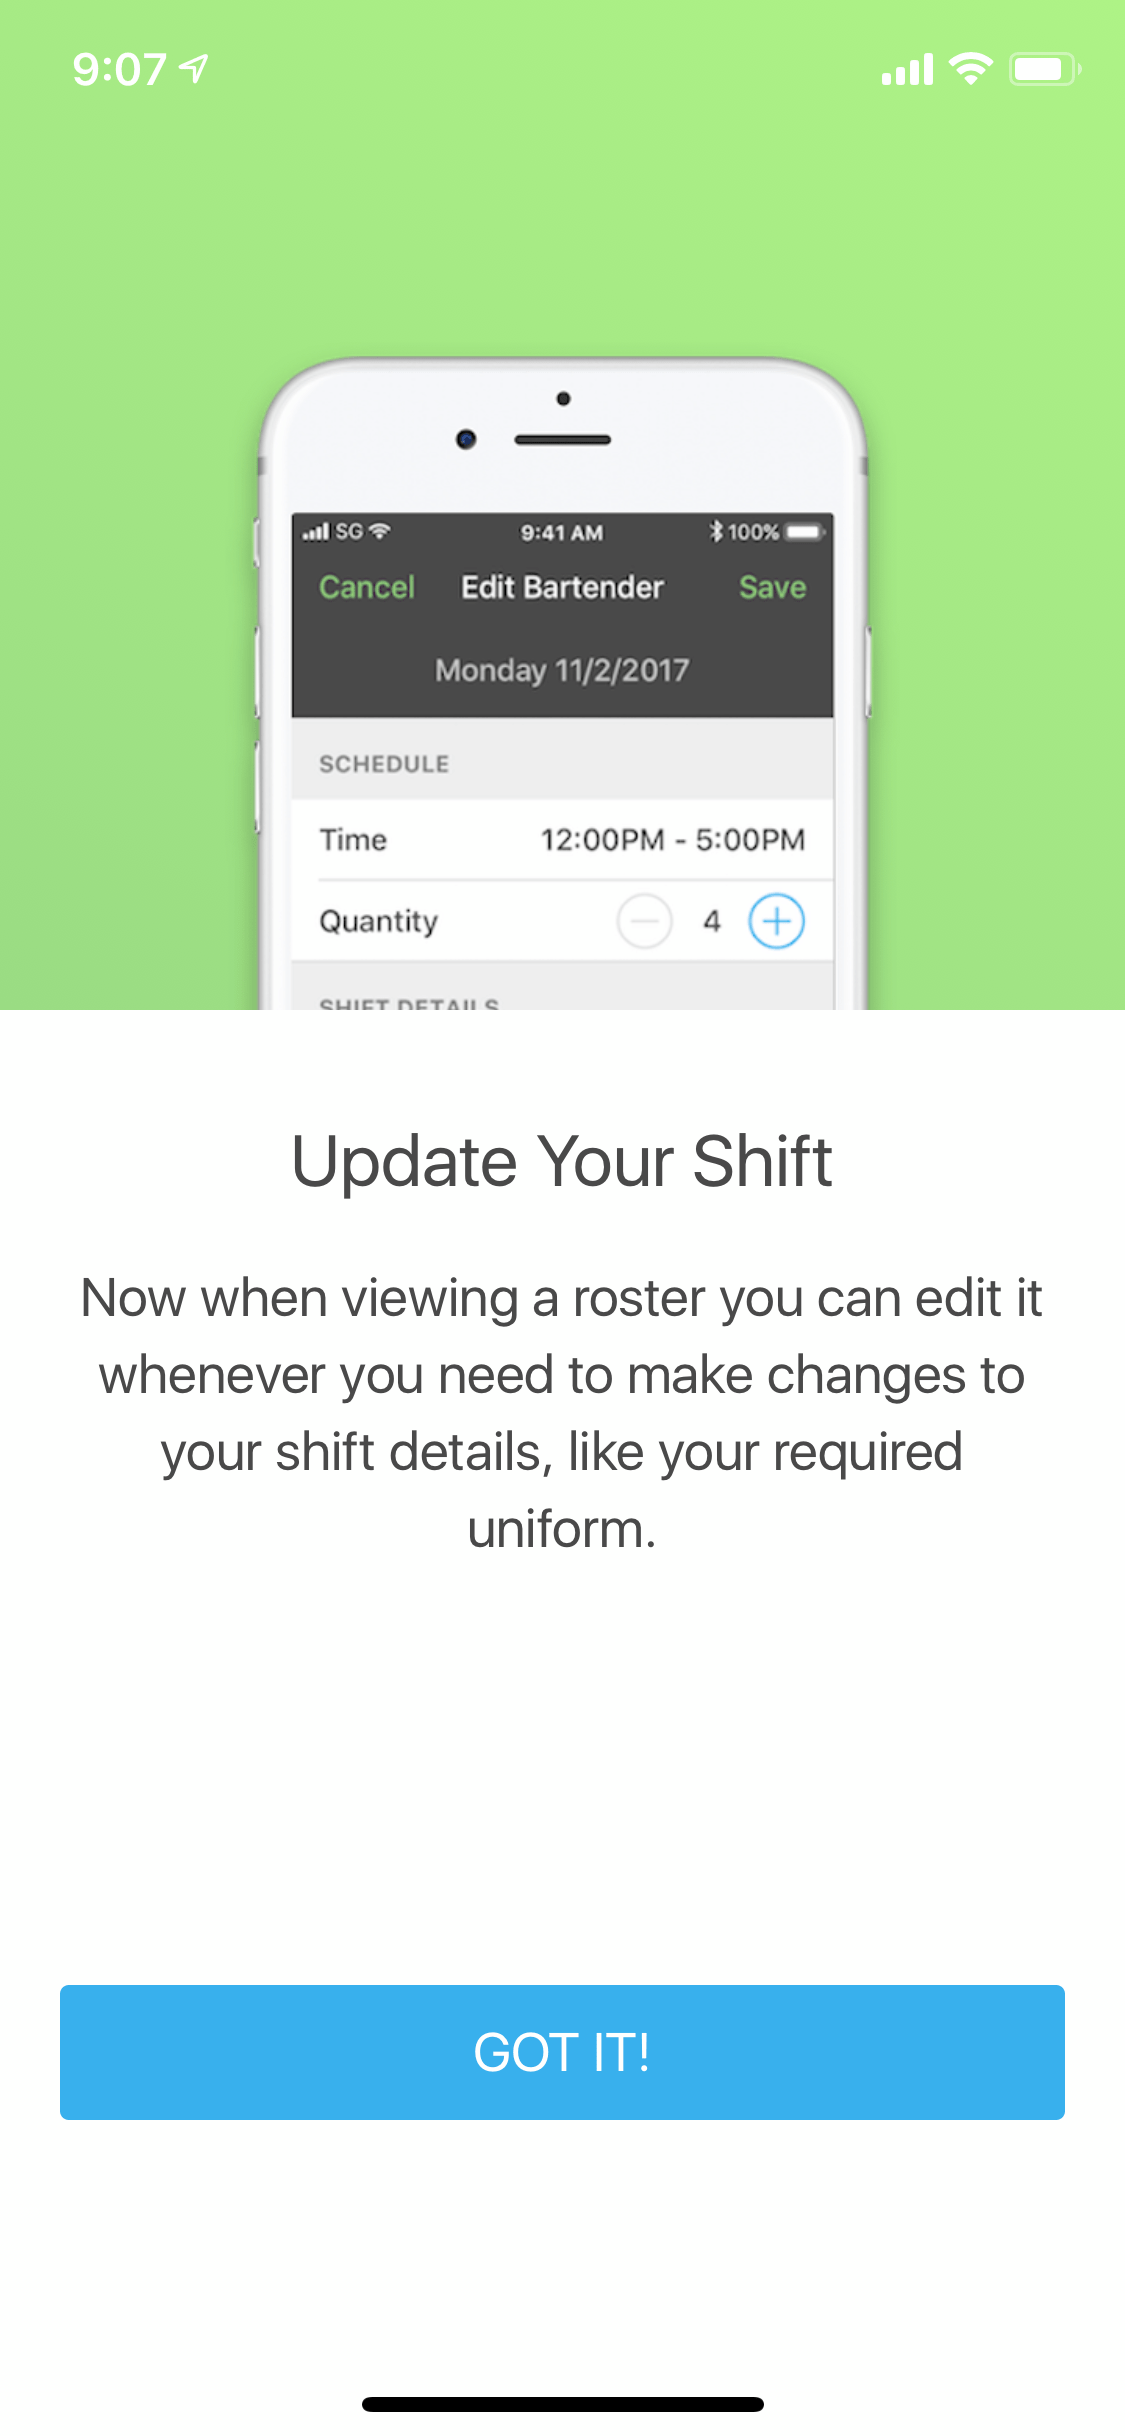 9:07
SG 9:41 AM 100%
Cancel Edit Bartender Save
Monday 11/2/2017
SCHEDULE
Time 12:00PM - 5:00PM
Quantity 4
SHIFT DETAILS
Update Your Shift
Now when viewing a roster you can edit it
whenever you need to make changes to
your shift details, like your required
uniform.
GOT IT!